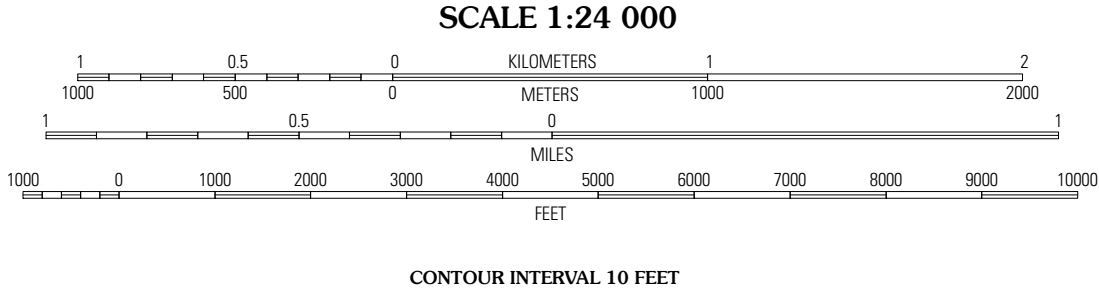 SCALE 1:24 000
1 0.5 0 KILOMETERS 1 2
1000 500 0 METERS 1000 2000
1 0.5 0 1
MILES
1000 0 1000 2000 3000 4000 5000 6000 7000 8000 9000 10000
FEET
CONTOUR INTERVAL 10 FEET